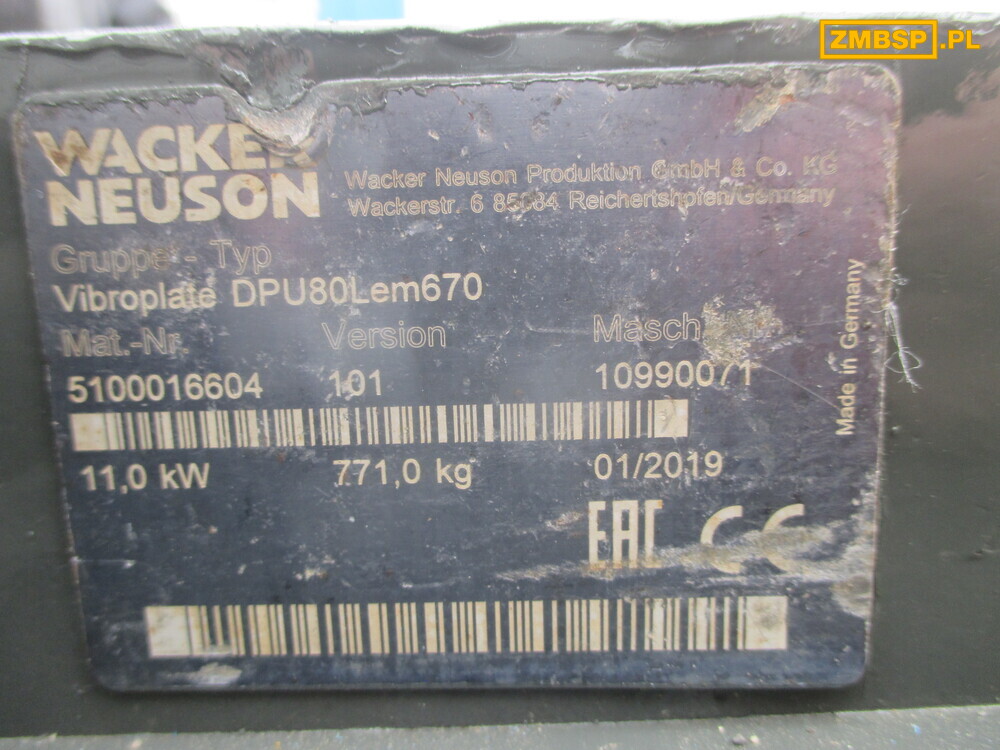 ZMBSP.PL
WACKER
NEUSON
Wacker Neuson Produktion GmbH & Co. KG
Wackerstr. 6 85084 Reichertshofen/Germany
Gruppe - Typ
Vibroplate DPU80Lem670
Mat.-Nr. Version Masch
5100016604 101 10990071
11,0 kW 771,0 kg 01/2019
EAC CE
Made in Germany